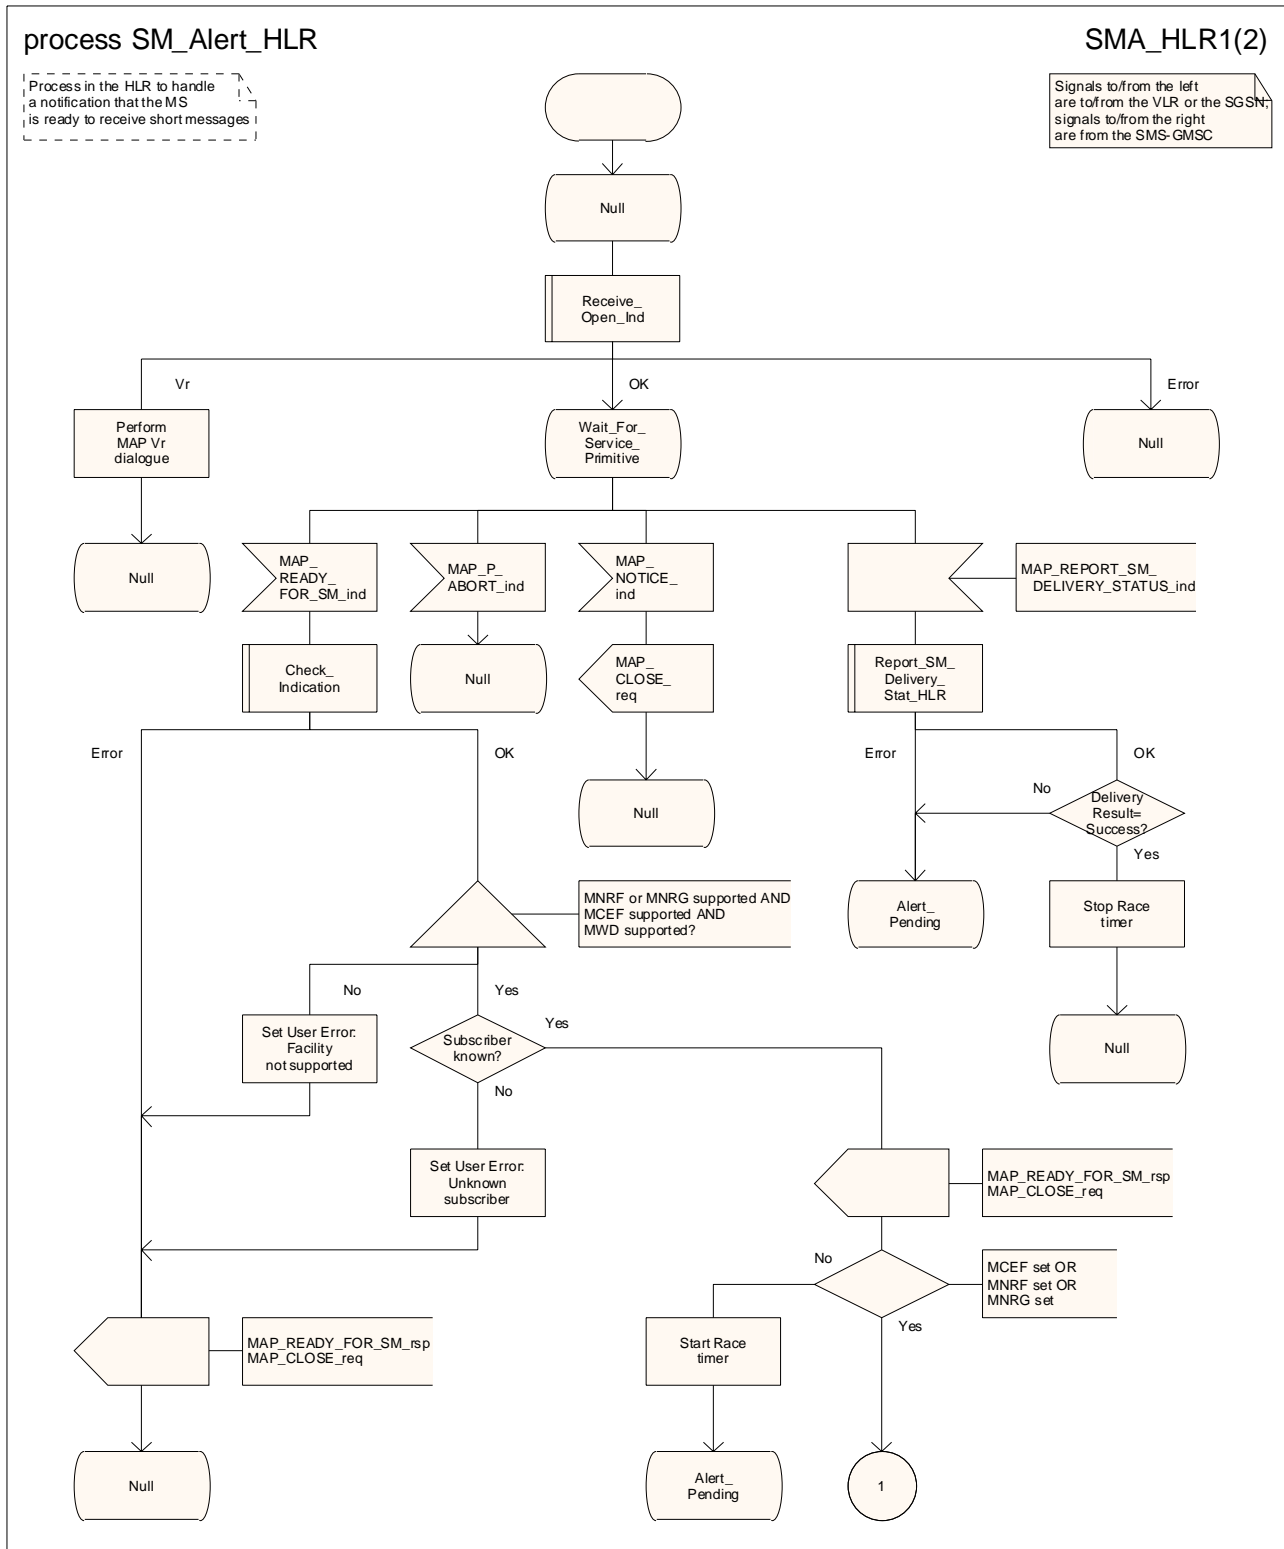 process SM_Alert_HLR
SMA_HLR1(2)
Process in the HLR to handle
a notification that the MS
is ready to receive short messages
Signals to/from the left
are to/from the VLR or the SGSN;
signals to/from the right
are from the SMS-GMSC
Null
Receive_
Open_Ind
Vr
OK
Error
Perform
MAP Vr
dialogue
Wait_For_
Service_
Primitive
Null
Null
MAP_
READY_
FOR_SM_ind
MAP_P_
ABORT_ind
MAP_
NOTICE_
ind
MAP_REPORT_SM_
DELIVERY_STATUS_ind
Check_
Indication
Null
MAP_
CLOSE_
req
Report_SM_
Delivery_
Stat_HLR
Error
OK
Error
OK
Null
No
Delivery
Result=
Success?
Yes
MNRF or MNRG supported AND
MCEF supported AND
MWD supported?
Alert_
Pending
Stop Race
timer
No
Yes
Set User Error:
Facility
not supported
Subscriber
known?
Yes
No
Null
Set User Error:
Unknown
subscriber
MAP_READY_FOR_SM_rsp
MAP_CLOSE_req
No
MCEF set OR
MNRF set OR
MNRG set
Yes
MAP_READY_FOR_SM_rsp
MAP_CLOSE_req
Start Race
timer
Null
Alert_
Pending
1